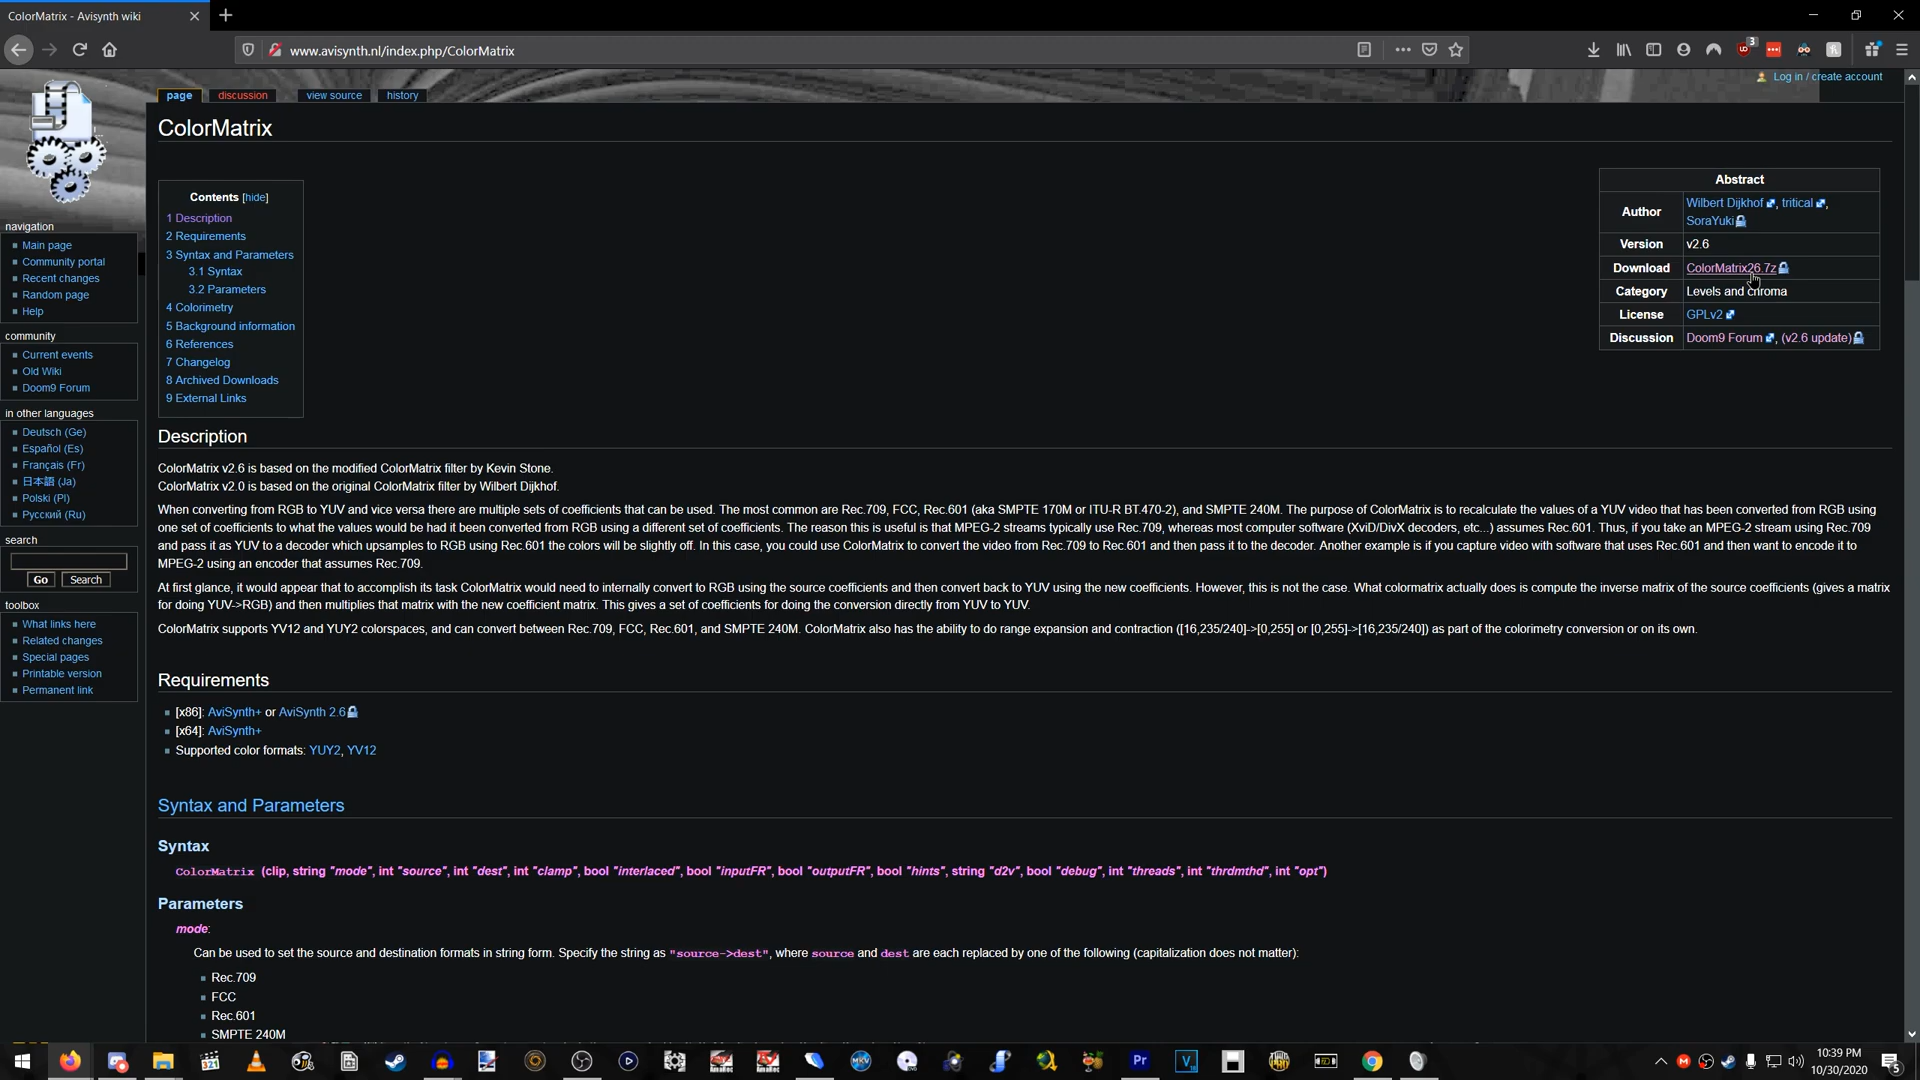 ColorMatrix - Avisynth wiki
www.avisynth.nl/index.php/ColorMatrix
3
Log in / create account
page
discussion
view source
history
ColorMatrix
Contents [hide]
1 Description
2 Requirements
3 Syntax and Parameters
3.1 Syntax
3.2 Parameters
4 Colorimetry
5 Background information
6 References
7 Changelog
8 Archived Downloads
9 External Links
Abstract
Author
Wilbert Dijkhof, tritical,
SoraYuki
Version v2.6
Download ColorMatrix26.7z
Category Levels and chroma
License GPLv2
Discussion Doom9 Forum, (v2.6 update)
navigation
Main page
Community portal
Recent changes
Random page
Help
community
Current events
Old Wiki
Doom9 Forum
in other languages
Deutsch (Ge)
Español (Es)
Français (Fr)
日本語 (Ja)
Polski (Pl)
Русский (Ru)
search
Go Search
toolbox
What links here
Related changes
Special pages
Printable version
Permanent link
Description
ColorMatrix v2.6 is based on the modified ColorMatrix filter by Kevin Stone.
ColorMatrix v2.0 is based on the original ColorMatrix filter by Wilbert Dijkhof.
When converting from RGB to YUV and vice versa there are multiple sets of coefficients that can be used. The most common are Rec.709, FCC, Rec.601 (aka SMPTE 170M or ITU-R BT.470-2), and SMPTE 240M. The purpose of ColorMatrix is to recalculate the values of a YUV video that has been converted from RGB using
one set of coefficients to what the values would be had it been converted from RGB using a different set of coefficients. The reason this is useful is that MPEG-2 streams typically use Rec.709, whereas most computer software (XviD/DivX decoders, etc...) assumes Rec.601. Thus, if you take an MPEG-2 stream using Rec.709
and pass it as YUV to a decoder which upsamples to RGB using Rec.601 the colors will be slightly off. In this case, you could use ColorMatrix to convert the video from Rec.709 to Rec.601 and then pass it to the decoder. Another example is if you capture video with software that uses Rec.601 and then want to encode it to
MPEG-2 using an encoder that assumes Rec.709.
At first glance, it would appear that to accomplish its task ColorMatrix would need to internally convert to RGB using the source coefficients and then convert back to YUV using the new coefficients. However, this is not the case. What colormatrix actually does is compute the inverse matrix of the source coefficients (gives a matrix
for doing YUV->RGB) and then multiplies that matrix with the new coefficient matrix. This gives a set of coefficients for doing the conversion directly from YUV to YUV.
ColorMatrix supports YV12 and YUY2 colorspaces, and can convert between Rec.709, FCC, Rec.601, and SMPTE 240M. ColorMatrix also has the ability to do range expansion and contraction ([16,235/240]->[0,255] or [0,255]->[16,235/240]) as part of the colorimetry conversion or on its own.
Requirements
[x86]: AviSynth+ or AviSynth 2.6
[x64]: AviSynth+
Supported color formats: YUY2, YV12
Syntax and Parameters
Syntax
ColorMatrix (clip, string "mode", int "source", int "dest", int "clamp", bool "interlaced", bool "inputFR", bool "outputFR", bool "hints", string "d2v", bool "debug", int "threads", int "thrdmthd", int "opt")
Parameters
mode:
Can be used to set the source and destination formats in string form. Specify the string as "source->dest", where source and dest are each replaced by one of the following (capitalization does not matter):
Rec.709
FCC
Rec.601
SMPTE 240M
321
MKV
Pr
V
10:39 PM
10/30/2020
5